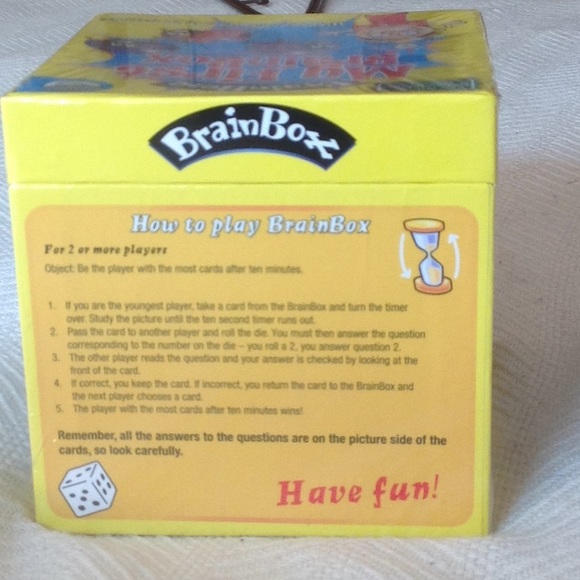 BrainBox
How to play BrainBox
For 2 or more players
Object: Be the player with the most cards after ten minutes.
1. If you are the youngest player, take a card from the BrainBox and turn the timer
over. Study the picture until the ten second timer runs out.
2. Pass the card to another player and roll the die. You must then answer the question
corresponding to the number on the die – you roll a 2, you answer question 2.
3. The other player reads the question and your answer is checked by looking at the
front of the card.
4. If correct, you keep the card. If incorrect, you return the card to the BrainBox and
the next player chooses a card.
5. The player with the most cards after ten minutes wins!
Remember, all the answers to the questions are on the picture side of the
cards, so look carefully.
Have fun!